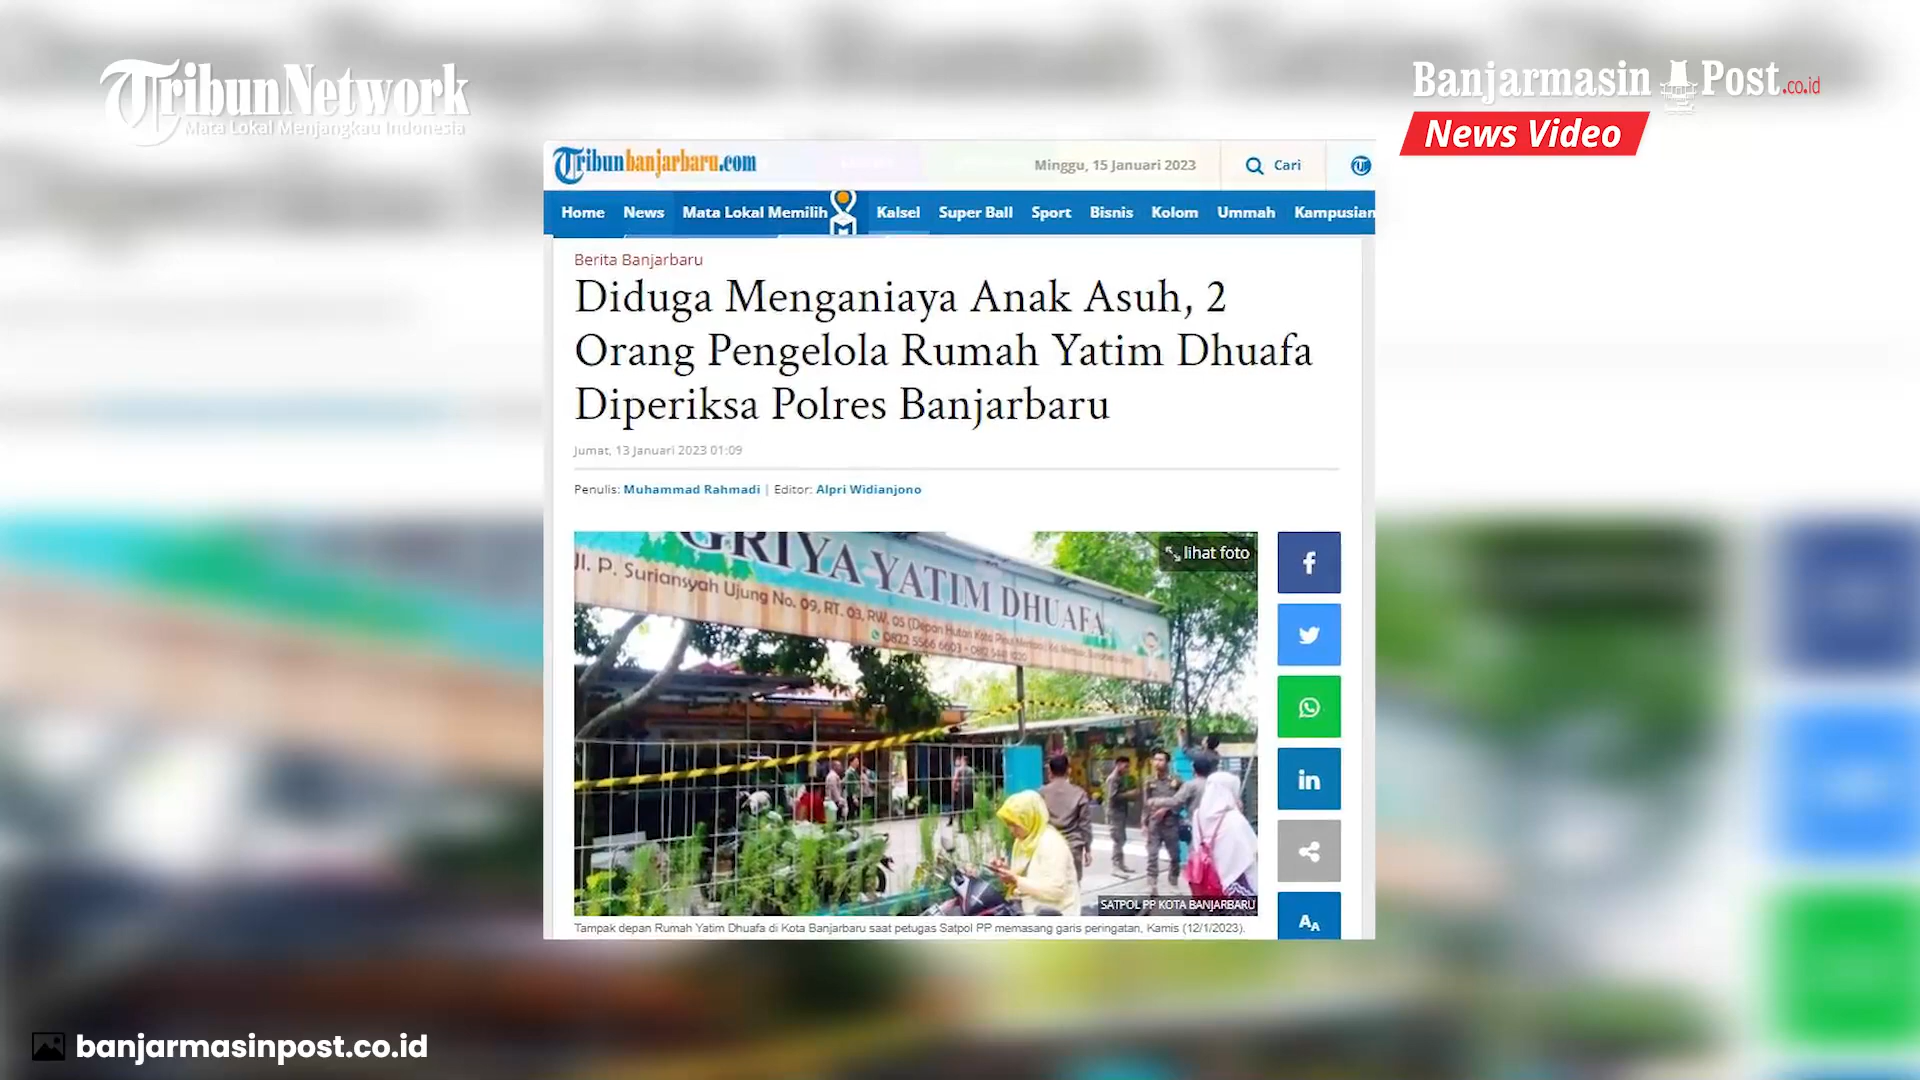 TribunNetwork
Mata Lokal Menjangkau Indonesia
Banjarmasin Post.co.id
News Video
Tribunbanjarbaru.com
Minggu, 15 Januari 2023
Cari
Home News Mata Lokal Memilih Kalsel Super Ball Sport Bisnis Kolom Ummah Kampusian
Berita Banjarbaru
Diduga Menganiaya Anak Asuh, 2
Orang Pengelola Rumah Yatim Dhuafa
Diperiksa Polres Banjarbaru
Jumat, 13 Januari 2023 01:09
Penulis: Muhammad Rahmadi | Editor: Alpri Widianjono
lihat foto
GRIYA YATIM DHUAFA
Jl. P. Suriansyah Ujung No. 09, RT. 03, RW. 05 (Depan Hutan Kota
SATPOL PP KOTA BANJARBARU
Tampak depan Rumah Yatim Dhuafa di Kota Banjarbaru saat petugas Satpol PP memasang garis peringatan, Kamis (12/1/2023).
banjarmasinpost.co.id